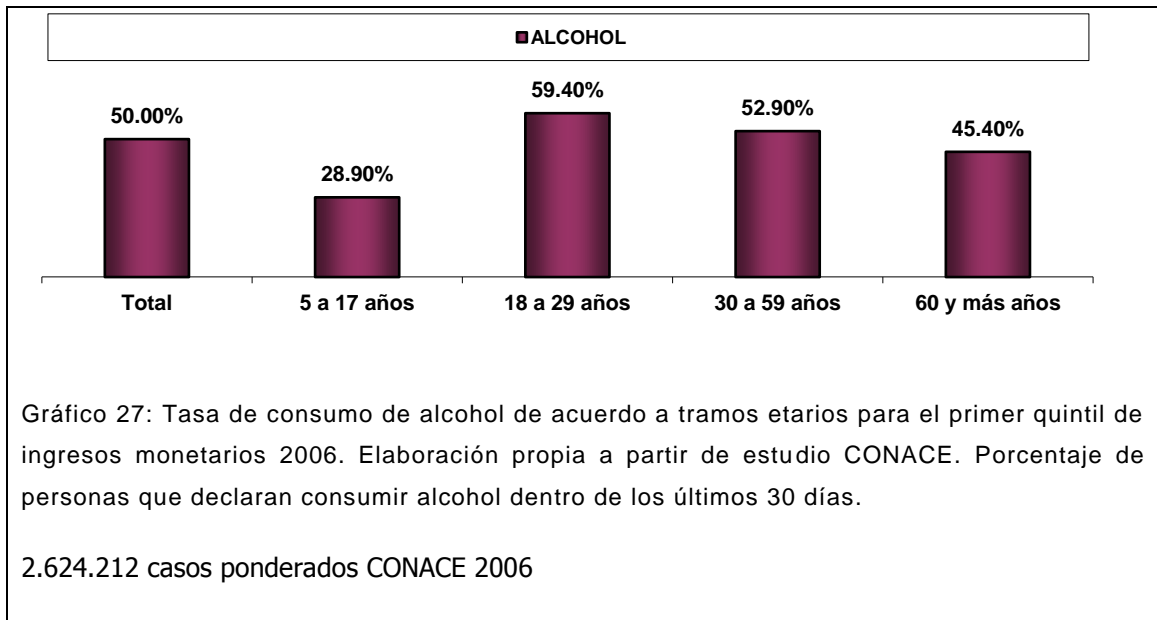 ALCOHOL
50.00%
28.90%
59.40%
52.90%
45.40%
Total
5 a 17 años
18 a 29 años
30 a 59 años
60 y más años
Gráfico 27: Tasa de consumo de alcohol de acuerdo a tramos etarios para el primer quintil de
ingresos monetarios 2006. Elaboración propia a partir de estudio CONACE. Porcentaje de
personas que declaran consumir alcohol dentro de los últimos 30 días.
2.624.212 casos ponderados CONACE 2006